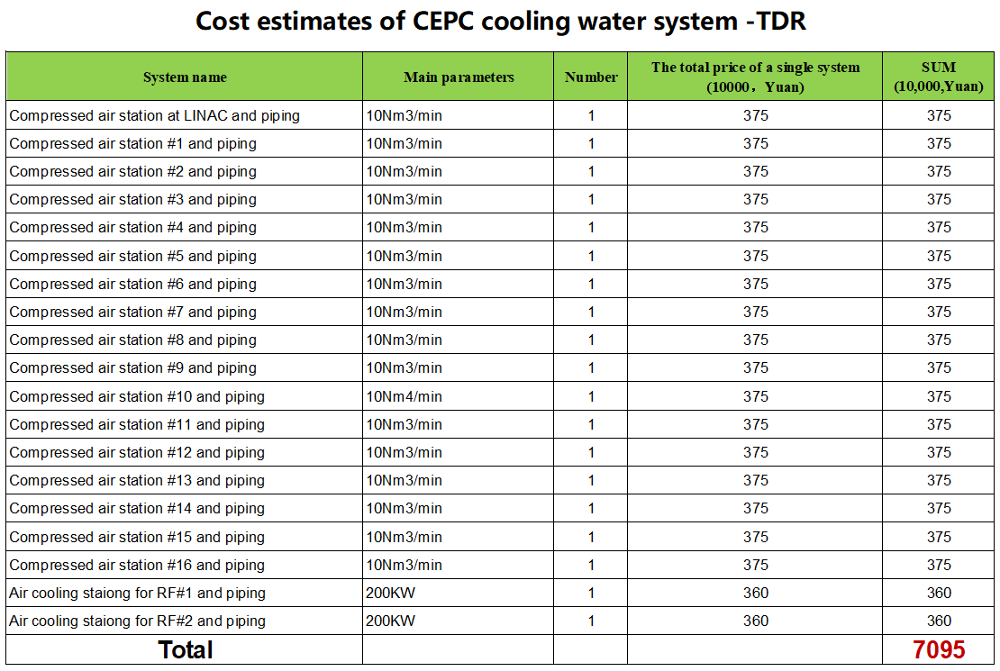 Cost estimates of CEPC cooling water system -TDR
System name Main parameters Number The total price of a single system (10000，Yuan) SUM (10,000,Yuan)
Compressed air station at LINAC and piping 10Nm3/min 1 375 375
Compressed air station #1 and piping 10Nm3/min 1 375 375
Compressed air station #2 and piping 10Nm3/min 1 375 375
Compressed air station #3 and piping 10Nm3/min 1 375 375
Compressed air station #4 and piping 10Nm3/min 1 375 375
Compressed air station #5 and piping 10Nm3/min 1 375 375
Compressed air station #6 and piping 10Nm3/min 1 375 375
Compressed air station #7 and piping 10Nm3/min 1 375 375
Compressed air station #8 and piping 10Nm3/min 1 375 375
Compressed air station #9 and piping 10Nm3/min 1 375 375
Compressed air station #10 and piping 10Nm4/min 1 375 375
Compressed air station #11 and piping 10Nm3/min 1 375 375
Compressed air station #12 and piping 10Nm3/min 1 375 375
Compressed air station #13 and piping 10Nm3/min 1 375 375
Compressed air station #14 and piping 10Nm3/min 1 375 375
Compressed air station #15 and piping 10Nm3/min 1 375 375
Compressed air station #16 and piping 10Nm3/min 1 375 375
Air cooling staiong for RF#1 and piping 200KW 1 360 360
Air cooling staiong for RF#2 and piping 200KW 1 360 360
Total 7095